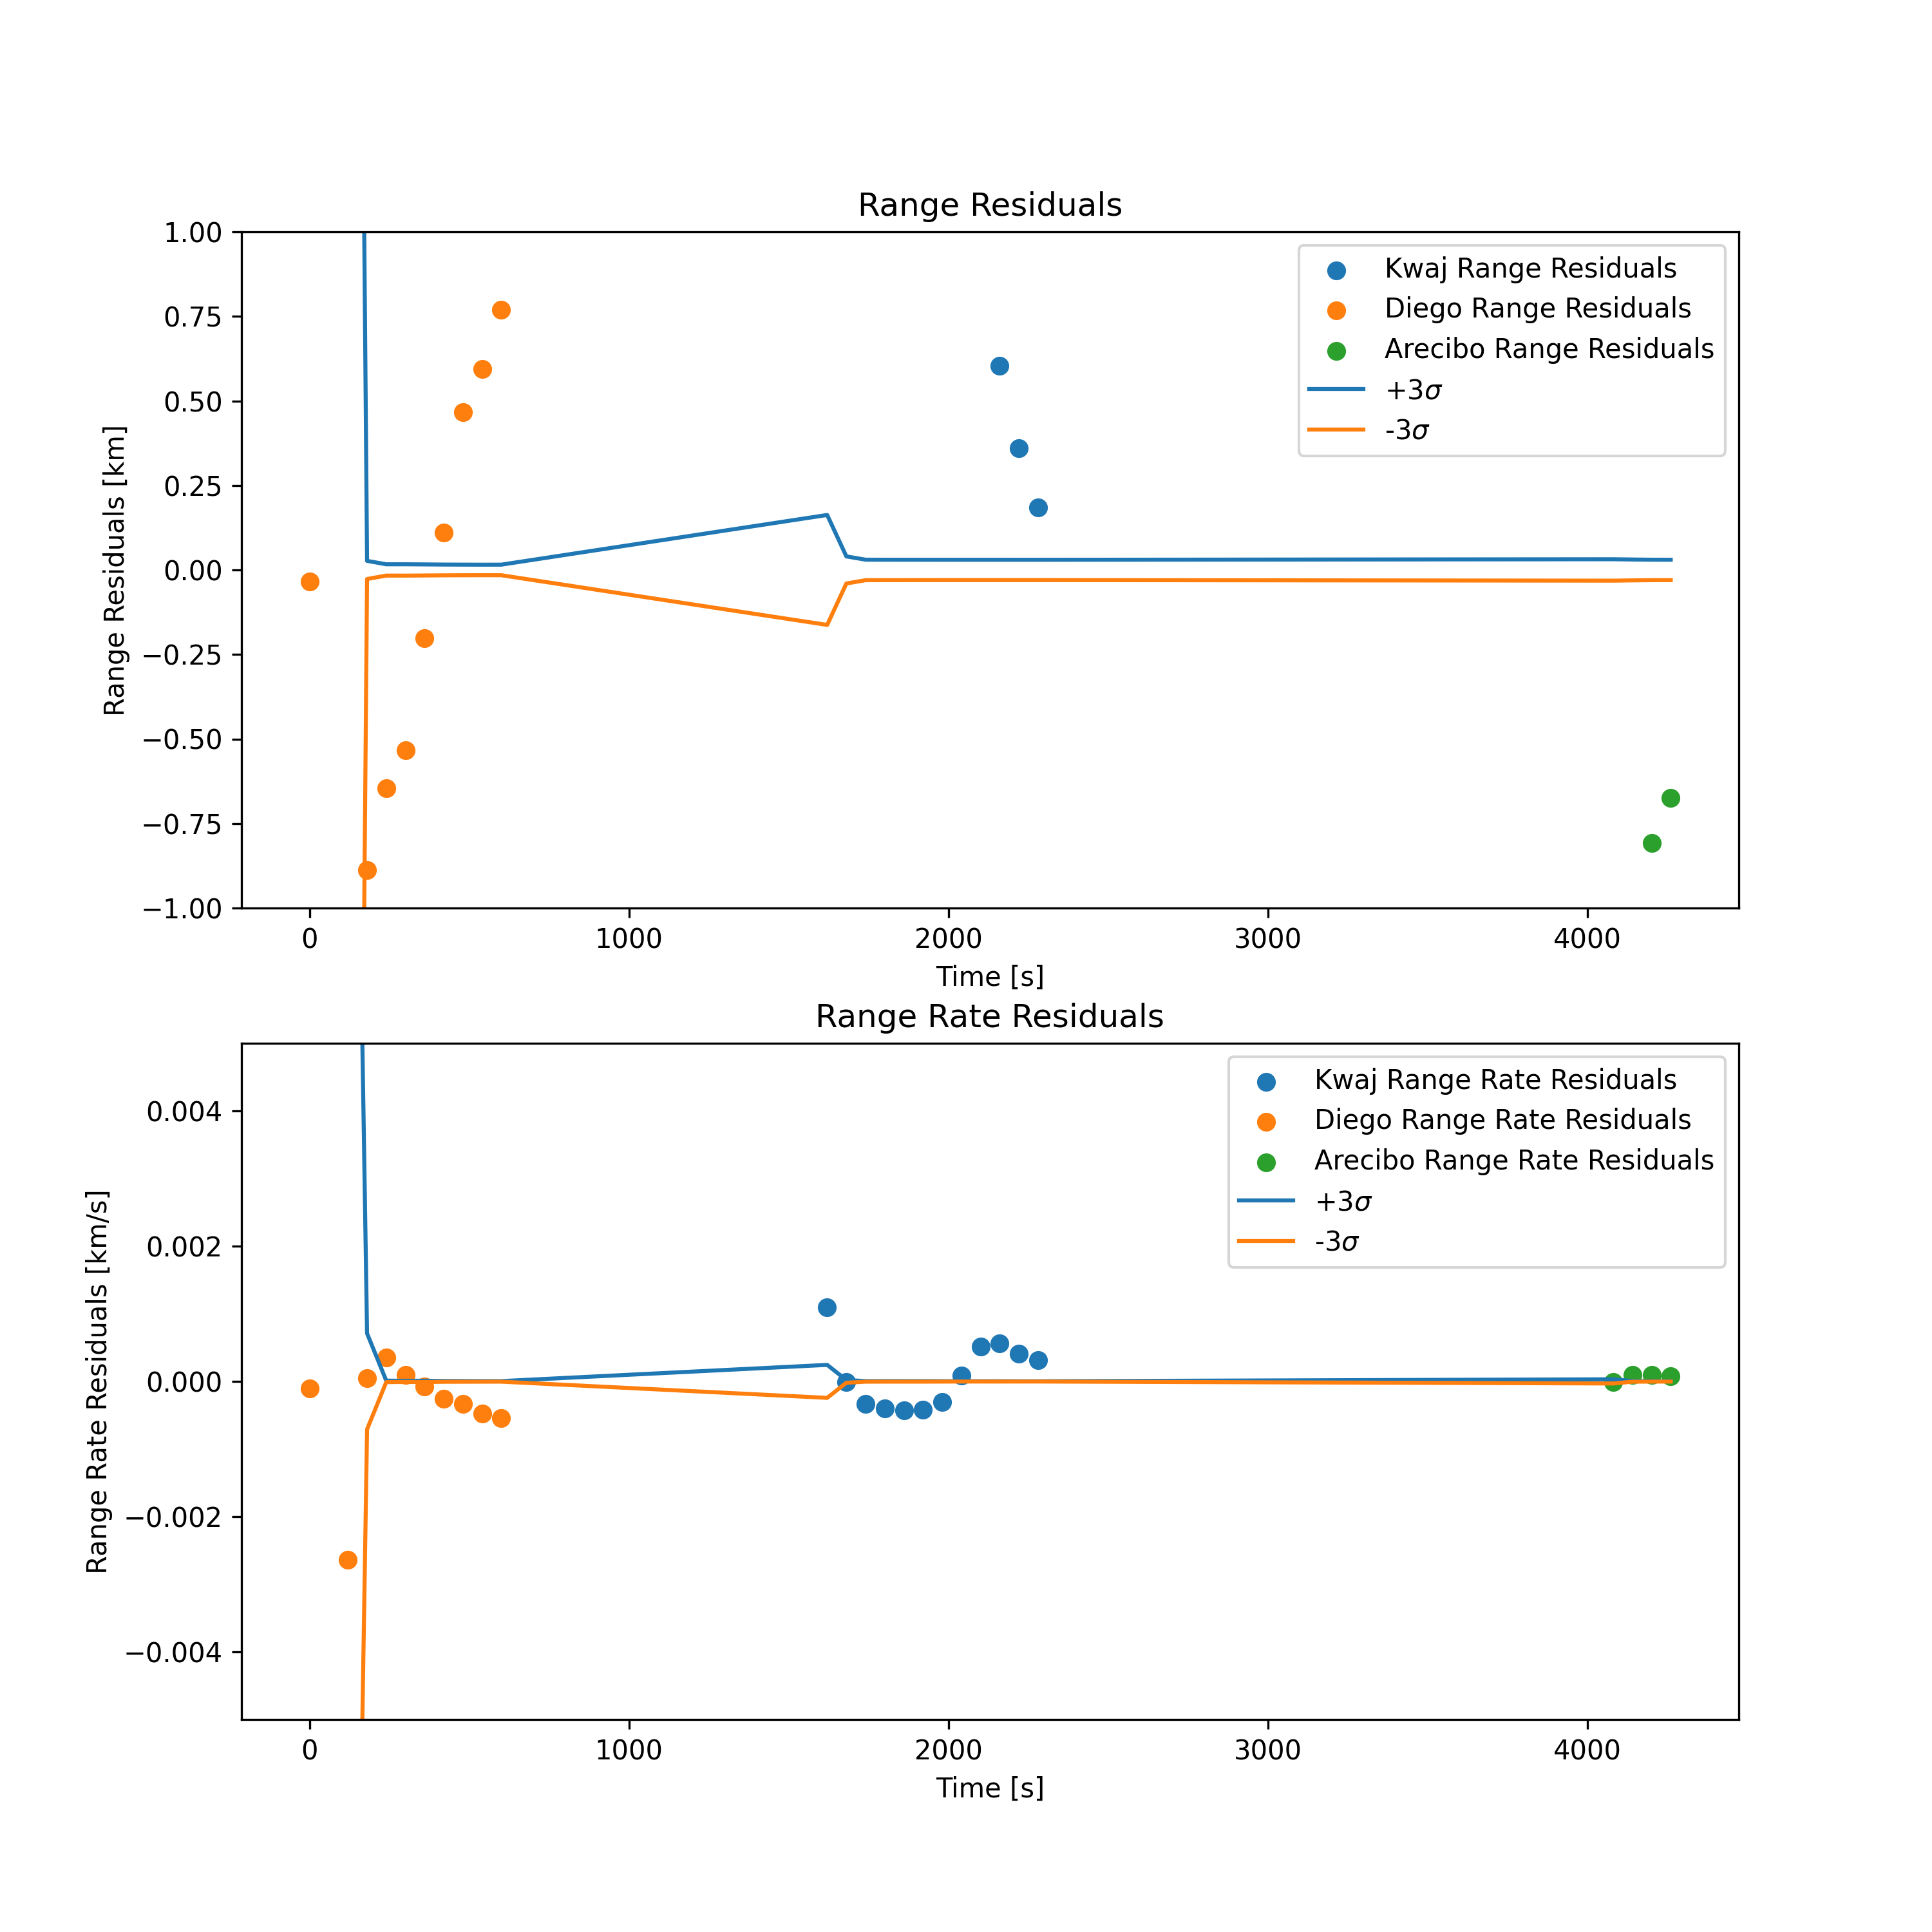 Range Residuals
1.00
0.75
0.50
0.25
0.00
−0.25
−0.50
−0.75
−1.00
Range Residuals [km]
Kwaj Range Residuals
Diego Range Residuals
Arecibo Range Residuals
+3σ
-3σ
0 1000 2000 3000 4000
Time [s]
Range Rate Residuals
0.004
0.002
0.000
−0.002
−0.004
Range Rate Residuals [km/s]
Kwaj Range Rate Residuals
Diego Range Rate Residuals
Arecibo Range Rate Residuals
+3σ
-3σ
0 1000 2000 3000 4000
Time [s]